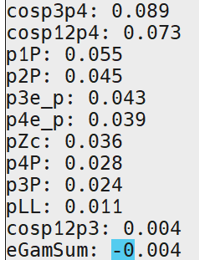 cosp3p4: 0.089
cosp12p4: 0.073
p1P: 0.055
p2P: 0.045
p3e_p: 0.043
p4e_p: 0.039
pZc: 0.036
p4P: 0.028
p3P: 0.024
pLL: 0.011
cosp12p3: 0.004
eGamSum: -0.004